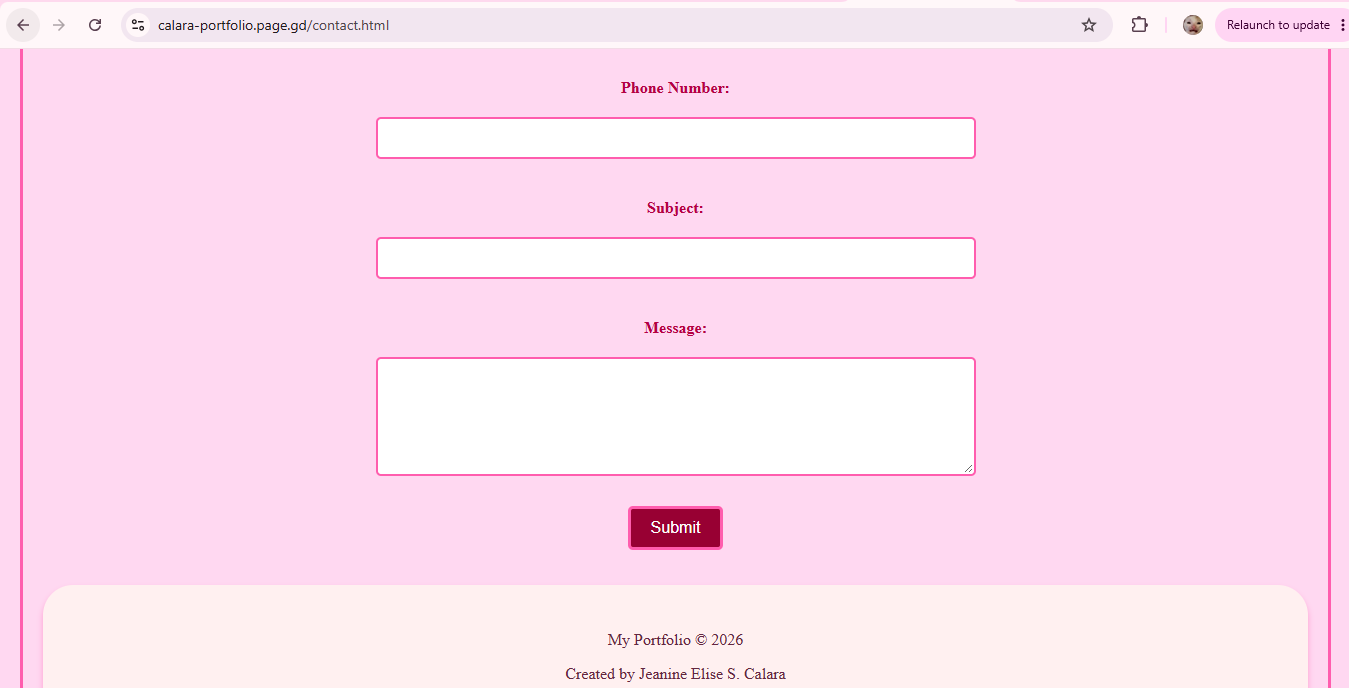 calara-portfolio.page.gd/contact.html
Relaunch to update
Phone Number:
Subject:
Message:
Submit
My Portfolio © 2026
Created by Jeanine Elise S. Calara